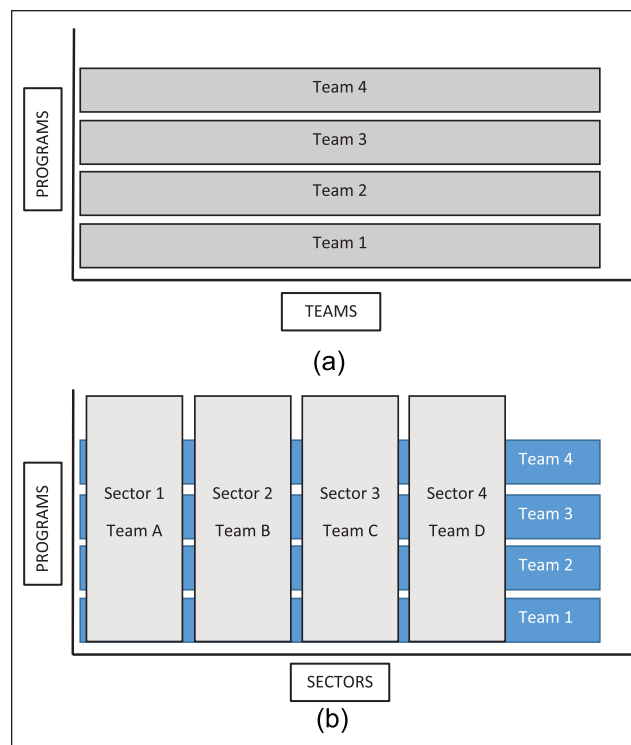 PROGRAMS
Team 4
Team 3
Team 2
Team 1
TEAMS
(a)
PROGRAMS
Sector 1
Team A
Sector 2
Team B
Sector 3
Team C
Sector 4
Team D
Team 4
Team 3
Team 2
Team 1
SECTORS
(b)